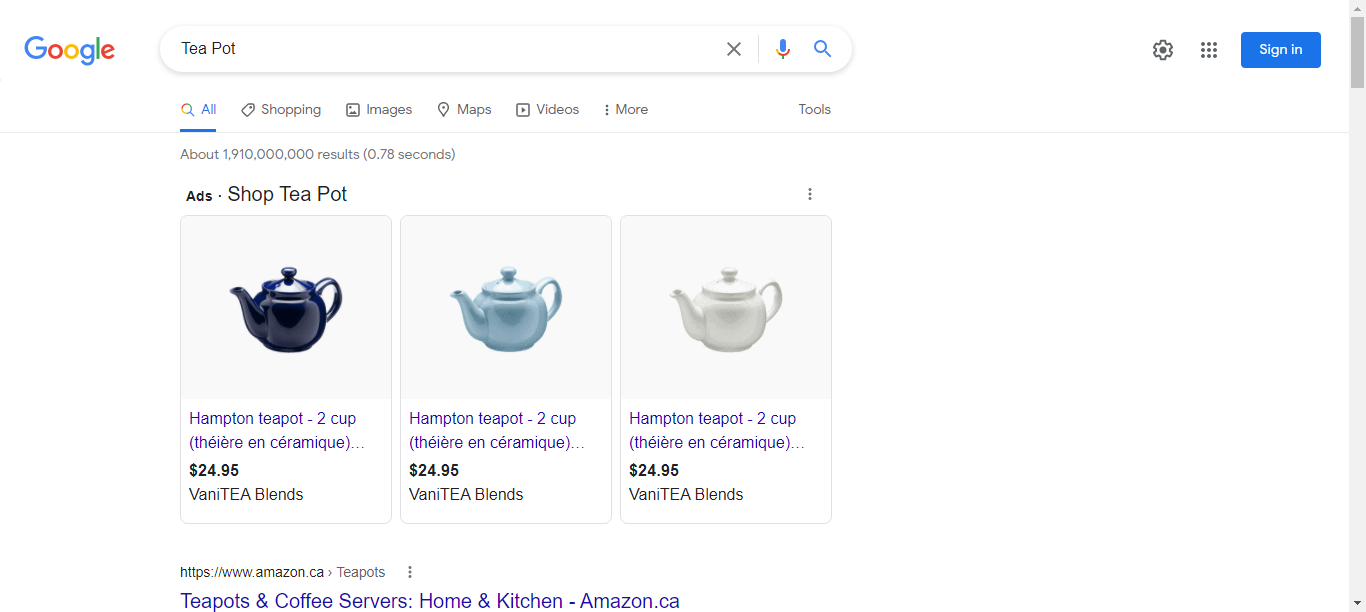 Google
Tea Pot
Sign in
All
Shopping
Images
Maps
Videos
More
Tools
About 1,910,000,000 results (0.78 seconds)
Ads · Shop Tea Pot
Hampton teapot - 2 cup
(théière en céramique)...
$24.95
VaniTEA Blends
Hampton teapot - 2 cup
(théière en céramique)...
$24.95
VaniTEA Blends
Hampton teapot - 2 cup
(théière en céramique)...
$24.95
VaniTEA Blends
https://www.amazon.ca › Teapots
Teapots & Coffee Servers: Home & Kitchen - Amazon.ca